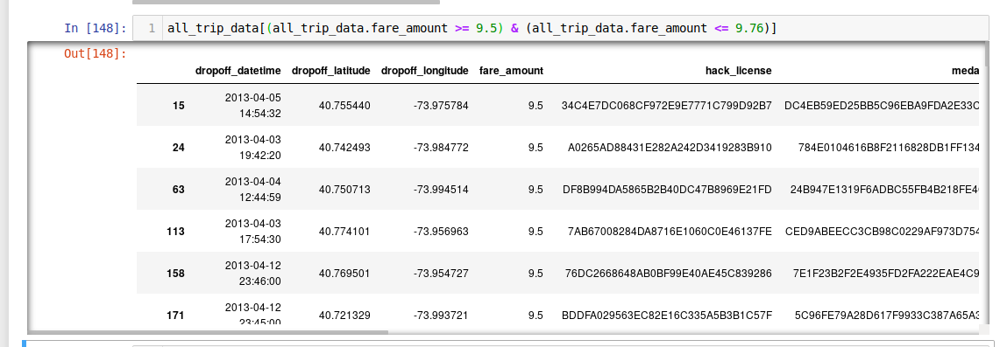 In [148]: 1 all_trip_data[(all_trip_data.fare_amount >= 9.5) & (all_trip_data.fare_amount <= 9.76)]
Out[148]:
dropoff_datetime dropoff_latitude dropoff_longitude fare_amount hack_license meda
15 2013-04-05 14:54:32 40.755440 -73.975784 9.5 34C4E7DC068CF972E9E7771C799D92B7 DC4EB59ED25BB5C96EBA9FDA2E33C
24 2013-04-03 19:42:20 40.742493 -73.984772 9.5 A0265AD88431E282A242D3419283B910 784E0104616B8F2116828DB1FF134
63 2013-04-04 12:44:59 40.750713 -73.994514 9.5 DF8B994DA5865B2B40DC47B8969E21FD 24B947E1319F6ADBC55FB4B218FE4
113 2013-04-03 17:54:30 40.774101 -73.956963 9.5 7AB67008284DA8716E1060C0E46137FE CED9ABEECC3CB98C0229AF973D754
158 2013-04-12 23:46:00 40.769501 -73.954727 9.5 76DC2668648AB0BF99E40AE45C839286 7E1F23B2F2E4935FD2FA222EAE4C9
171 2013-04-12 23:45:00 40.721329 -73.993721 9.5 BDDFA029563EC82E16C335A5B3B1C57F 5C96FE79A28D617F9933C387A65A3